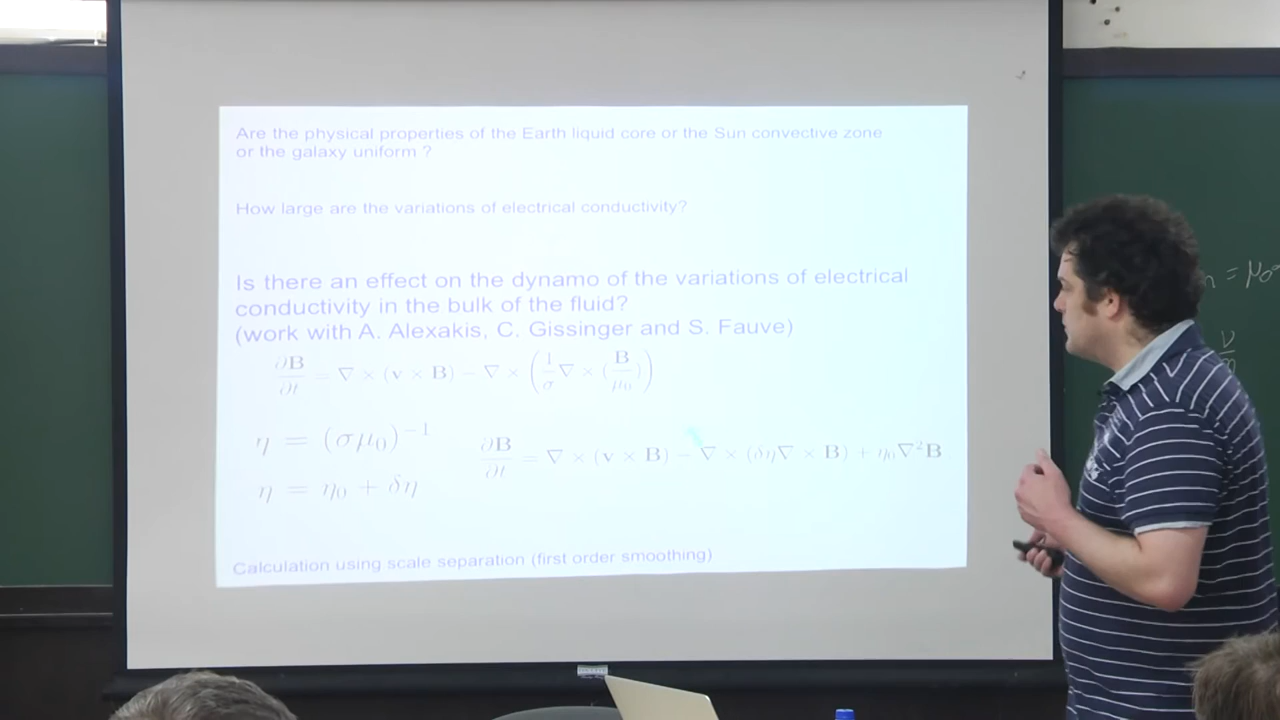 Are the physical properties of the Earth liquid core or the Sun convective zone
or the galaxy uniform ?
How large are the variations of electrical conductivity?
Is there an effect on the dynamo of the variations of electrical
conductivity in the bulk of the fluid?
(work with A. Alexakis, C. Gissinger and S. Fauve)
∂B/∂t = ∇ × (v × B) − ∇ × (1/σ ∇ × (B/μ₀))
η = (σμ₀)⁻¹
∂B/∂t = ∇ × (v × B) − ∇ × (δη∇ × B) + η₀∇²B
η = η₀ + δη
Calculation using scale separation (first order smoothing)
= μ₀
ν